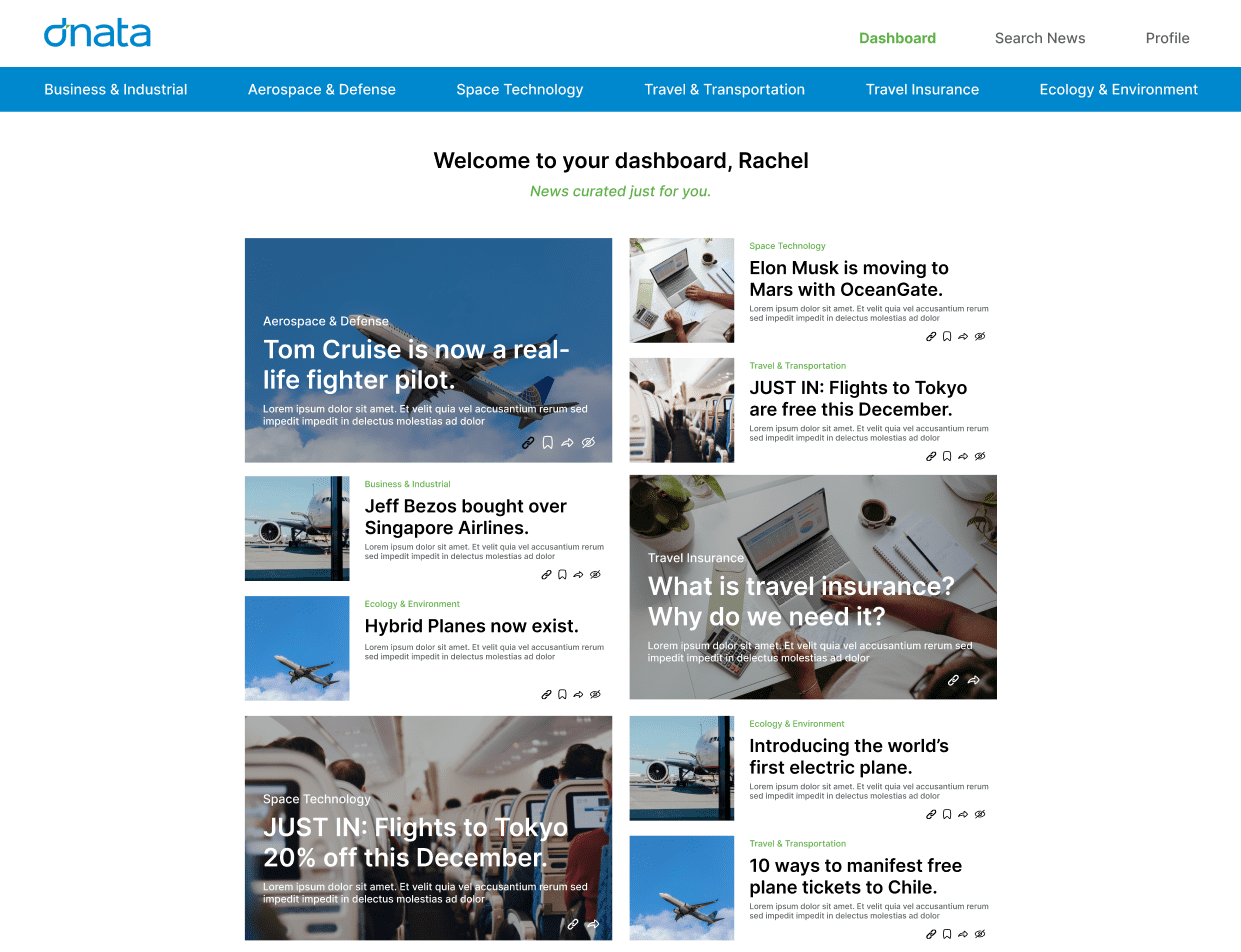 dnata
Dashboard
Search News
Profile
Business & Industrial
Aerospace & Defense
Space Technology
Travel & Transportation
Travel Insurance
Ecology & Environment
Welcome to your dashboard, Rachel
News curated just for you.
Aerospace & Defense
Tom Cruise is now a real-
life fighter pilot.
Lorem ipsum dolor sit amet. Et velit quia vel accusantium rerum sed
impedit impedit in delectus molestias ad dolor
Space Technology
Elon Musk is moving to
Mars with OceanGate.
Lorem ipsum dolor sit amet. Et velit quia vel accusantium rerum
sed impedit impedit in delectus molestias ad dolor
Travel & Transportation
JUST IN: Flights to Tokyo
are free this December.
Lorem ipsum dolor sit amet. Et velit quia vel accusantium rerum
sed impedit impedit in delectus molestias ad dolor
Business & Industrial
Jeff Bezos bought over
Singapore Airlines.
Lorem ipsum dolor sit amet. Et velit quia vel accusantium rerum
sed impedit impedit in delectus molestias ad dolor
Ecology & Environment
Hybrid Planes now exist.
Lorem ipsum dolor sit amet. Et velit quia vel accusantium rerum
sed impedit impedit in delectus molestias ad dolor
Travel Insurance
What is travel insurance?
Why do we need it?
Lorem ipsum dolor sit amet. Et velit quia vel accusantium rerum sed
impedit impedit in delectus molestias ad dolor
Space Technology
JUST IN: Flights to Tokyo
20% off this December.
Lorem ipsum dolor sit amet. Et velit quia vel accusantium rerum sed
impedit impedit in delectus molestias ad dolor
Ecology & Environment
Introducing the world’s
first electric plane.
Lorem ipsum dolor sit amet. Et velit quia vel accusantium rerum
sed impedit impedit in delectus molestias ad dolor
Travel & Transportation
10 ways to manifest free
plane tickets to Chile.
Lorem ipsum dolor sit amet. Et velit quia vel accusantium rerum
sed impedit impedit in delectus molestias ad dolor